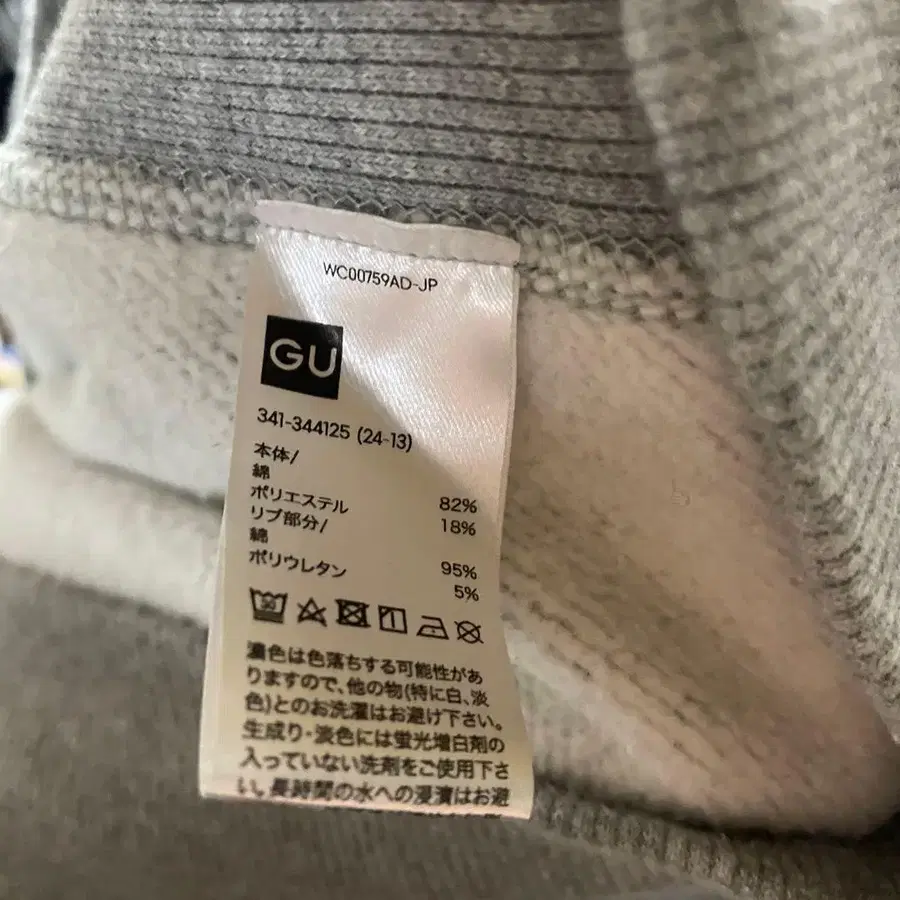 WC00759AD-JP
GU
341-344125 (24-13)
本体/
綿 82%
ポリエステル 18%
リブ部分/
綿 95%
ポリウレタン 5%
30
濃色は色落ちする可能性があ
りますので、他の物(特に白、淡
色)とのお洗濯はお避け下さい。
生成り・淡色には蛍光増白剤の
入っていない洗剤をご使用下さ
い。長時間の水への浸漬はお避